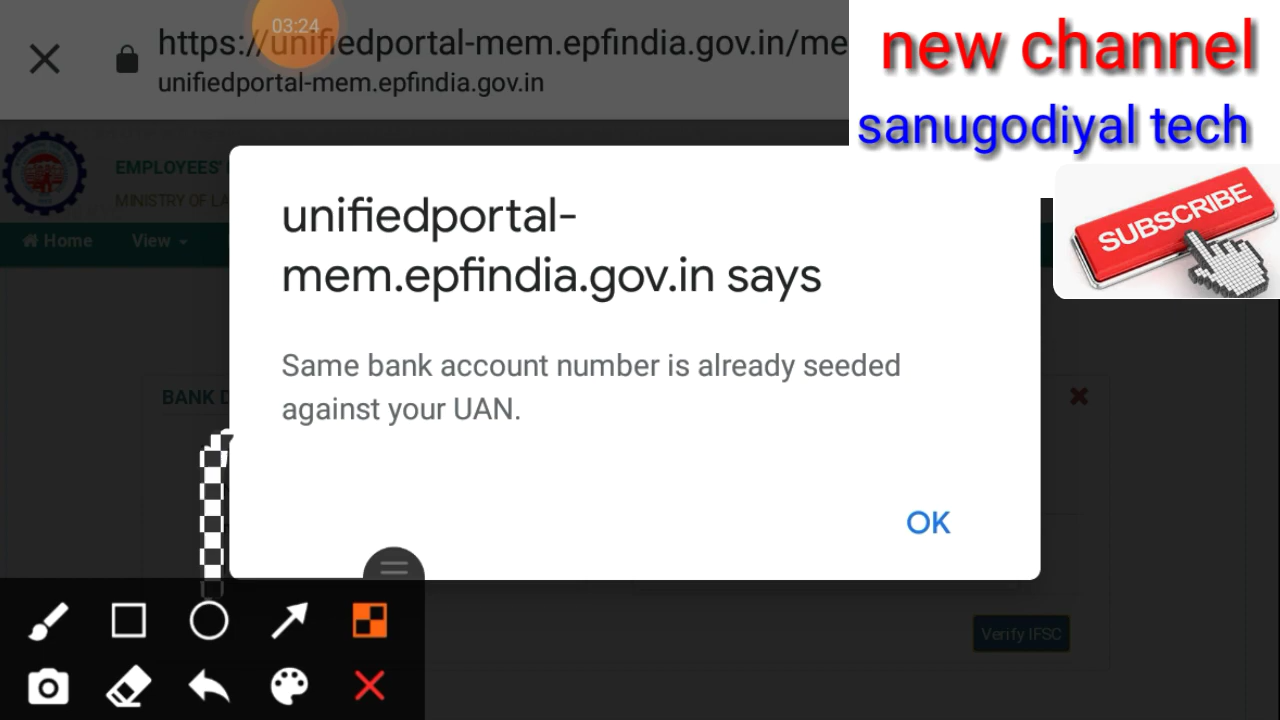 03:24
https://unifiedportal-mem.epfindia.gov.in/me
unifiedportal-mem.epfindia.gov.in
new channel
sanugodiyal tech
SUBSCRIBE
EMPLOYEES'
MINISTRY OF LA
Home View
unifiedportal-
mem.epfindia.gov.in says
Same bank account number is already seeded
against your UAN.
BANK D
OK
Verify IFSC